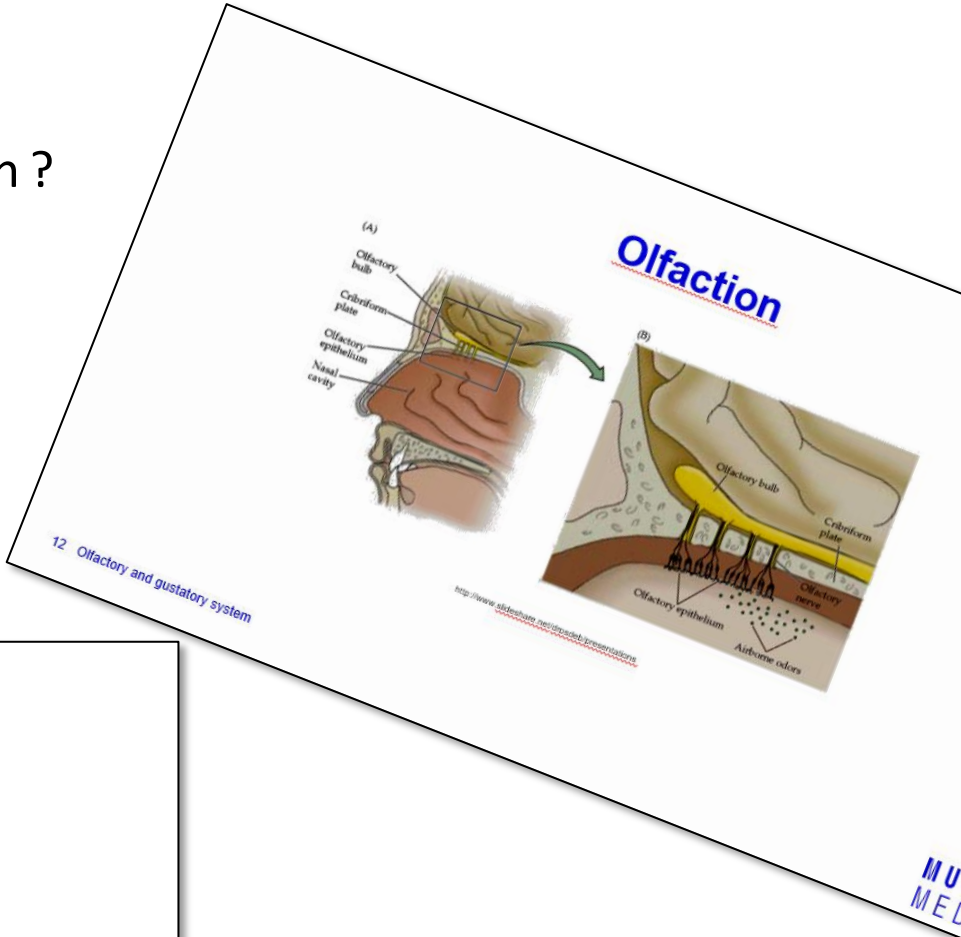 n ?
Olfaction
(A)
Olfactory
bulb
Cribriform
plate
Olfactory
epithelium
Nasal
cavity
(B)
Olfactory bulb
Cribriform
plate
Olfactory
nerve
Olfactory epithelium
Airborne odors
http://www.slideshare.net/drpsdeb/presentations
12 Olfactory and gustatory system
MU
MED